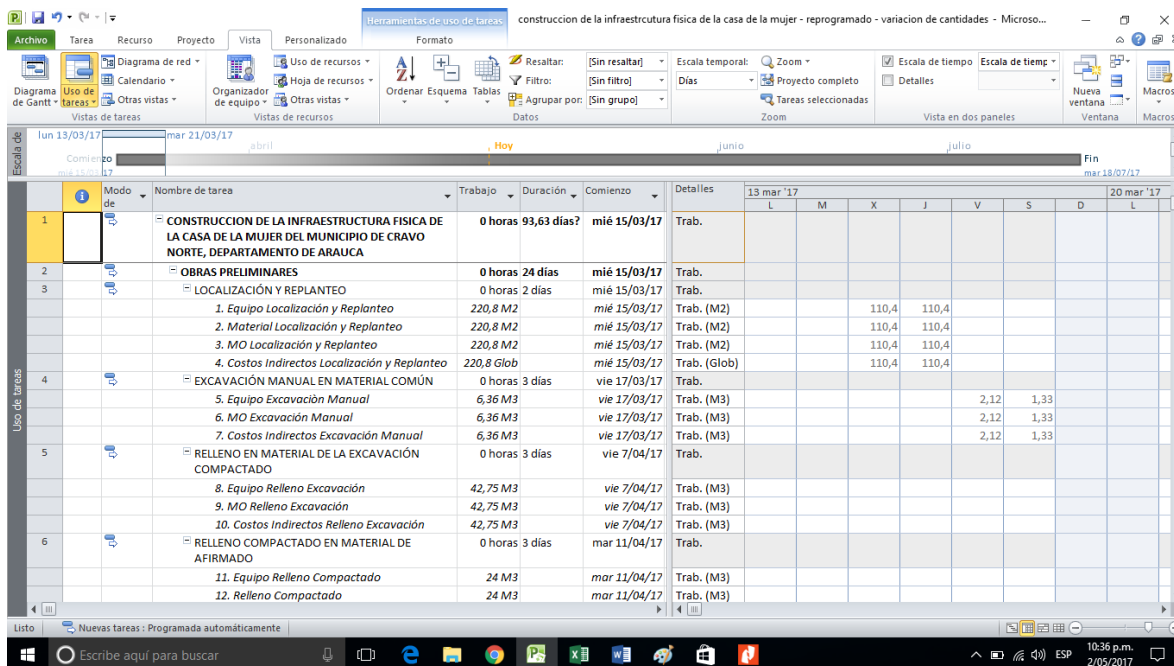 Herramientas de uso de tareas
construccion de la infraestrcutura fisica de la casa de la mujer - reprogramado - variacion de cantidades - Microso...
Archivo Tarea Recurso Proyecto Vista Personalizado Formato
Diagrama de Gantt
Uso de tareas
Diagrama de red
Calendario
Otras vistas
Vistas de tareas
Organizador de equipo
Uso de recursos
Hoja de recursos
Otras vistas
Vistas de recursos
Ordenar Esquema Tablas
Resaltar: [Sin resaltar]
Filtro: [Sin filtro]
Agrupar por: [Sin grupo]
Datos
Escala temporal: Días
Zoom
Proyecto completo
Tareas seleccionadas
Zoom
Escala de tiempo Escala de tiemp
Detalles
Vista en dos paneles
Nueva ventana
Ventana
Macros
Macros
Escala de
lun 13/03/17 mar 21/03/17
abril Hoy junio julio
Comienzo
mié 15/03/17
Fin
mar 18/07/17
Modo de Nombre de tarea Trabajo Duración Comienzo Detalles 13 mar '17 20 mar '17
L M X J V S D L
1 CONSTRUCCION DE LA INFRAESTRUCTURA FISICA DE 0 horas 93,63 días? mié 15/03/17 Trab.
LA CASA DE LA MUJER DEL MUNICIPIO DE CRAVO
NORTE, DEPARTAMENTO DE ARAUCA
2 OBRAS PRELIMINARES 0 horas 24 días mié 15/03/17 Trab.
3 LOCALIZACIÓN Y REPLANTEO 0 horas 2 días mié 15/03/17 Trab.
1. Equipo Localización y Replanteo 220,8 M2 mié 15/03/17 Trab. (M2) 110,4 110,4
2. Material Localización y Replanteo 220,8 M2 mié 15/03/17 Trab. (M2) 110,4 110,4
3. MO Localización y Replanteo 220,8 M2 mié 15/03/17 Trab. (M2) 110,4 110,4
4. Costos Indirectos Localización y Replanteo 220,8 Glob mié 15/03/17 Trab. (Glob) 110,4 110,4
4 EXCAVACIÓN MANUAL EN MATERIAL COMÚN 0 horas 3 días vie 17/03/17 Trab.
5. Equipo Excavaciòn Manual 6,36 M3 vie 17/03/17 Trab. (M3) 2,12 1,33
6. MO Excavación Manual 6,36 M3 vie 17/03/17 Trab. (M3) 2,12 1,33
7. Costos Indirectos Excavación Manual 6,36 M3 vie 17/03/17 Trab. (M3) 2,12 1,33
5 RELLENO EN MATERIAL DE LA EXCAVACIÓN 0 horas 3 días vie 7/04/17 Trab.
COMPACTADO
8. Equipo Relleno Excavación 42,75 M3 vie 7/04/17 Trab. (M3)
9. MO Relleno Excavación 42,75 M3 vie 7/04/17 Trab. (M3)
10. Costos Indirectos Relleno Excavación 42,75 M3 vie 7/04/17 Trab. (M3)
6 RELLENO COMPACTADO EN MATERIAL DE 0 horas 3 días mar 11/04/17 Trab.
AFIRMADO
11. Equipo Relleno Compactado 24 M3 mar 11/04/17 Trab. (M3)
12. Relleno Compactado 24 M3 mar 11/04/17 Trab. (M3)
Uso de tareas
Listo Nuevas tareas : Programada automáticamente
Escribe aquí para buscar
ESP
10:36 p.m.
2/05/2017